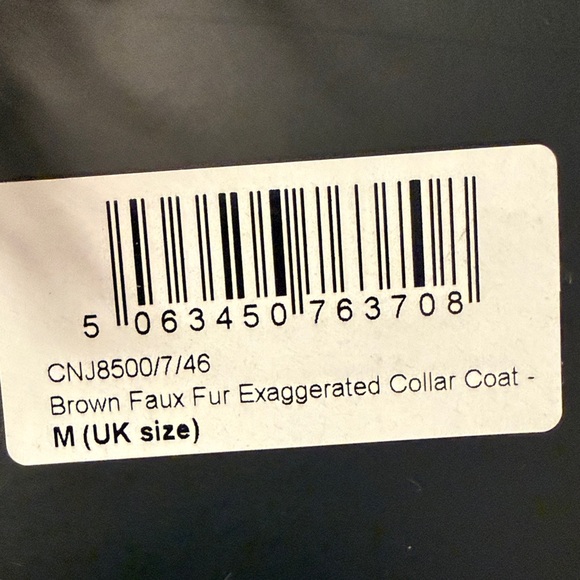 5 063450 763708
CNJ8500/7/46
Brown Faux Fur Exaggerated Collar Coat -
M (UK size)